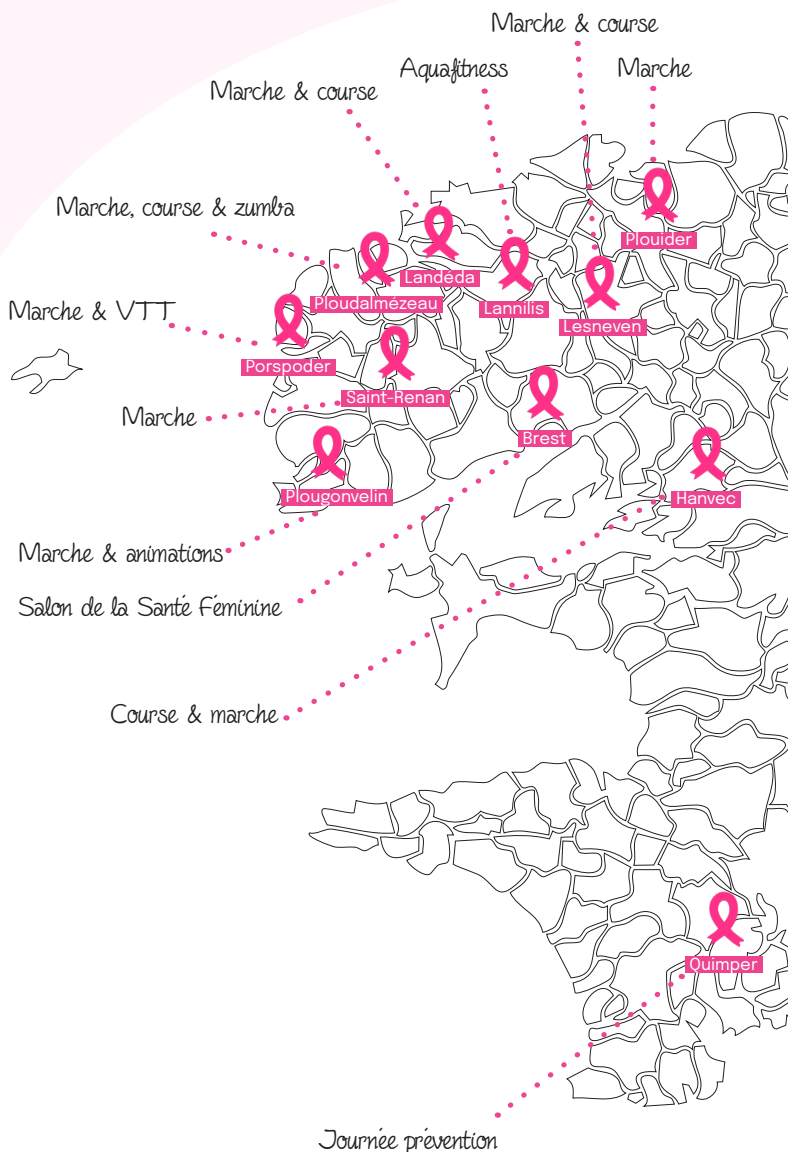 Marche & course
Aquafitness
Marche
Marche & course
Marche, course & zumba
Plouider
Landéda
Ploudalmézeau
Lannilis
Marche & VTT
Lesneven
Porspoder
Saint-Renan
Marche
Brest
Plougonvelin
Hanvec
Marche & animations
Salon de la Santé Féminine
Course & marche
Quimper
Journée prévention